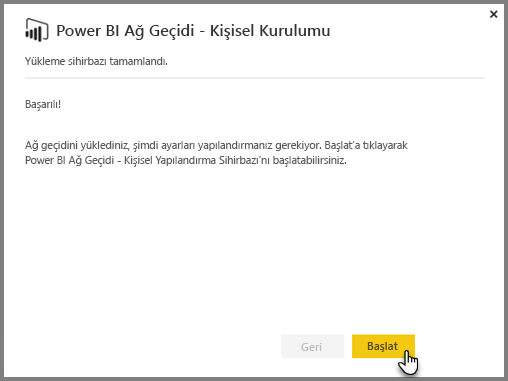 Power BI Ağ Geçidi - Kişisel Kurulumu
Yükleme sihirbazı tamamlandı.
Başarılı!
Ağ geçidini yüklediniz, şimdi ayarları yapılandırmanız gerekiyor. Başlat'a tıklayarak
Power BI Ağ Geçidi - Kişisel Yapılandırma Sihirbazı'nı başlatabilirsiniz.
Geri
Başlat